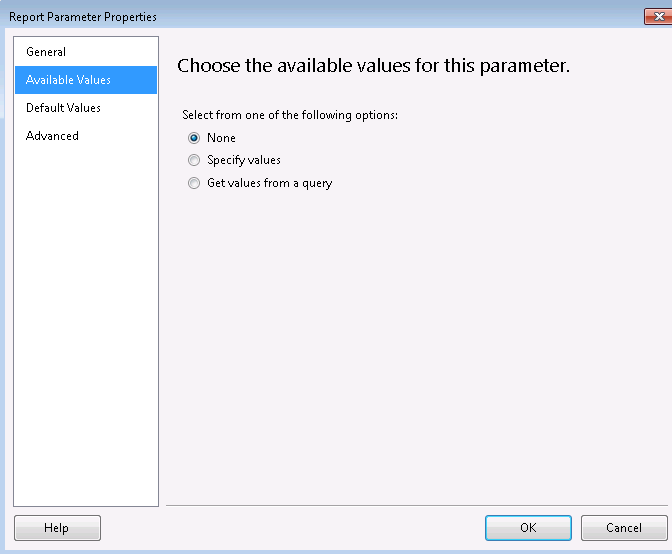 Report Parameter Properties
General
Available Values
Default Values
Advanced
Choose the available values for this parameter.
Select from one of the following options:
None
Specify values
Get values from a query
Help
OK
Cancel